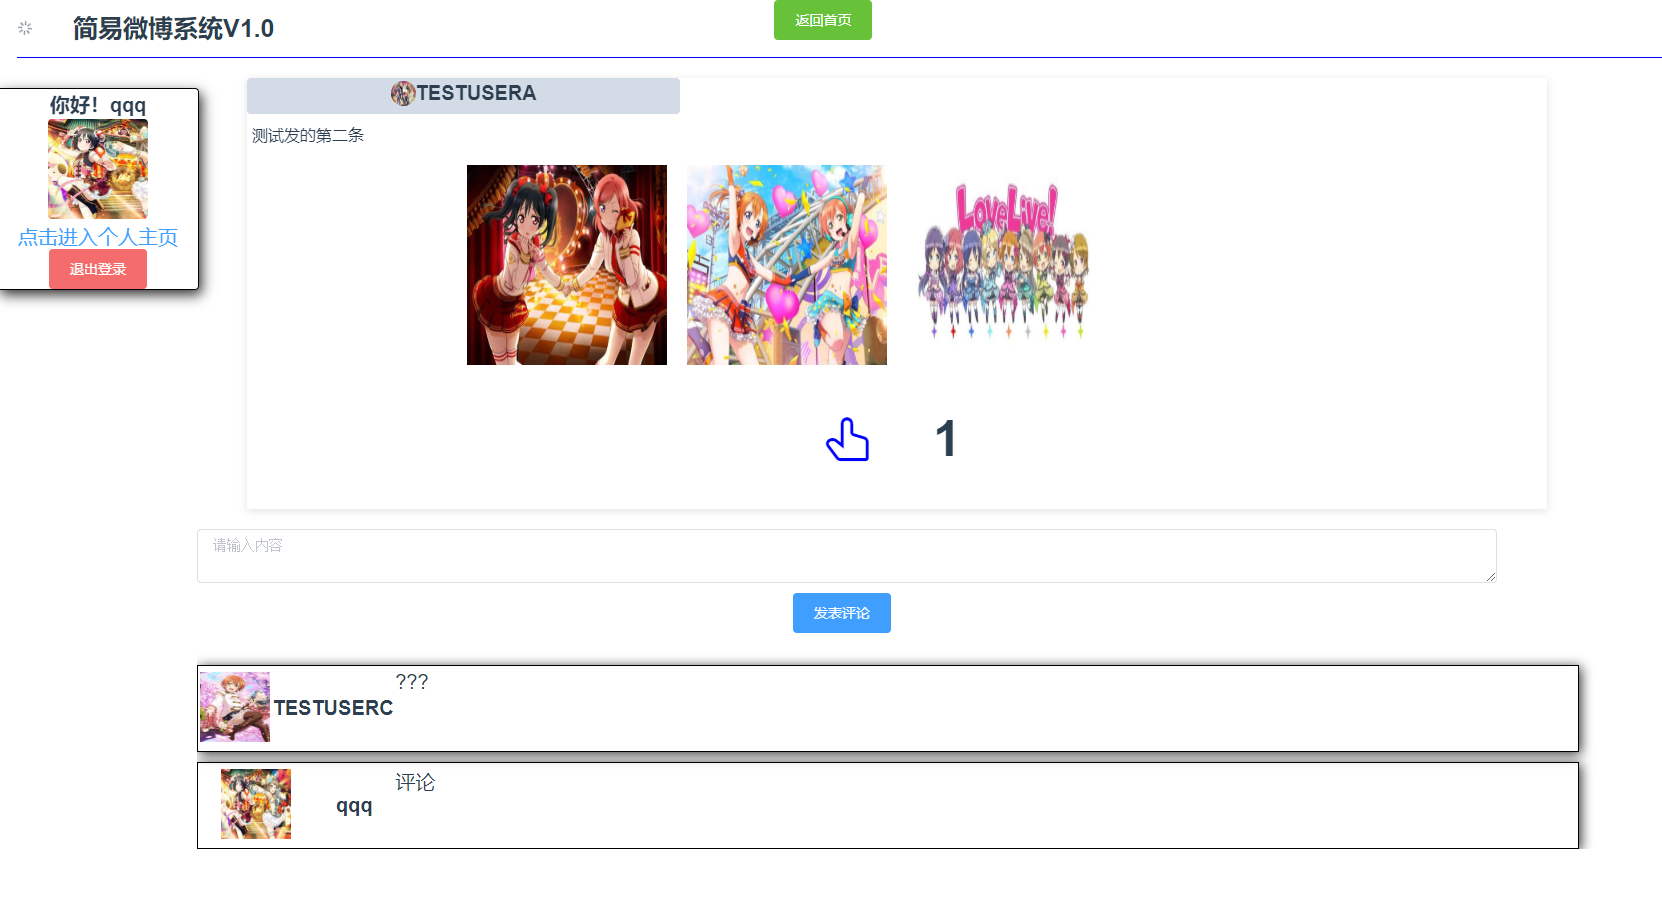 简易微博系统V1.0
返回首页
你好！qqq
点击进入个人主页
退出登录
TESTUSERA
测试发的第二条
LoveLive!
1
请输入内容
发表评论
???
TESTUSERC
评论
qqq